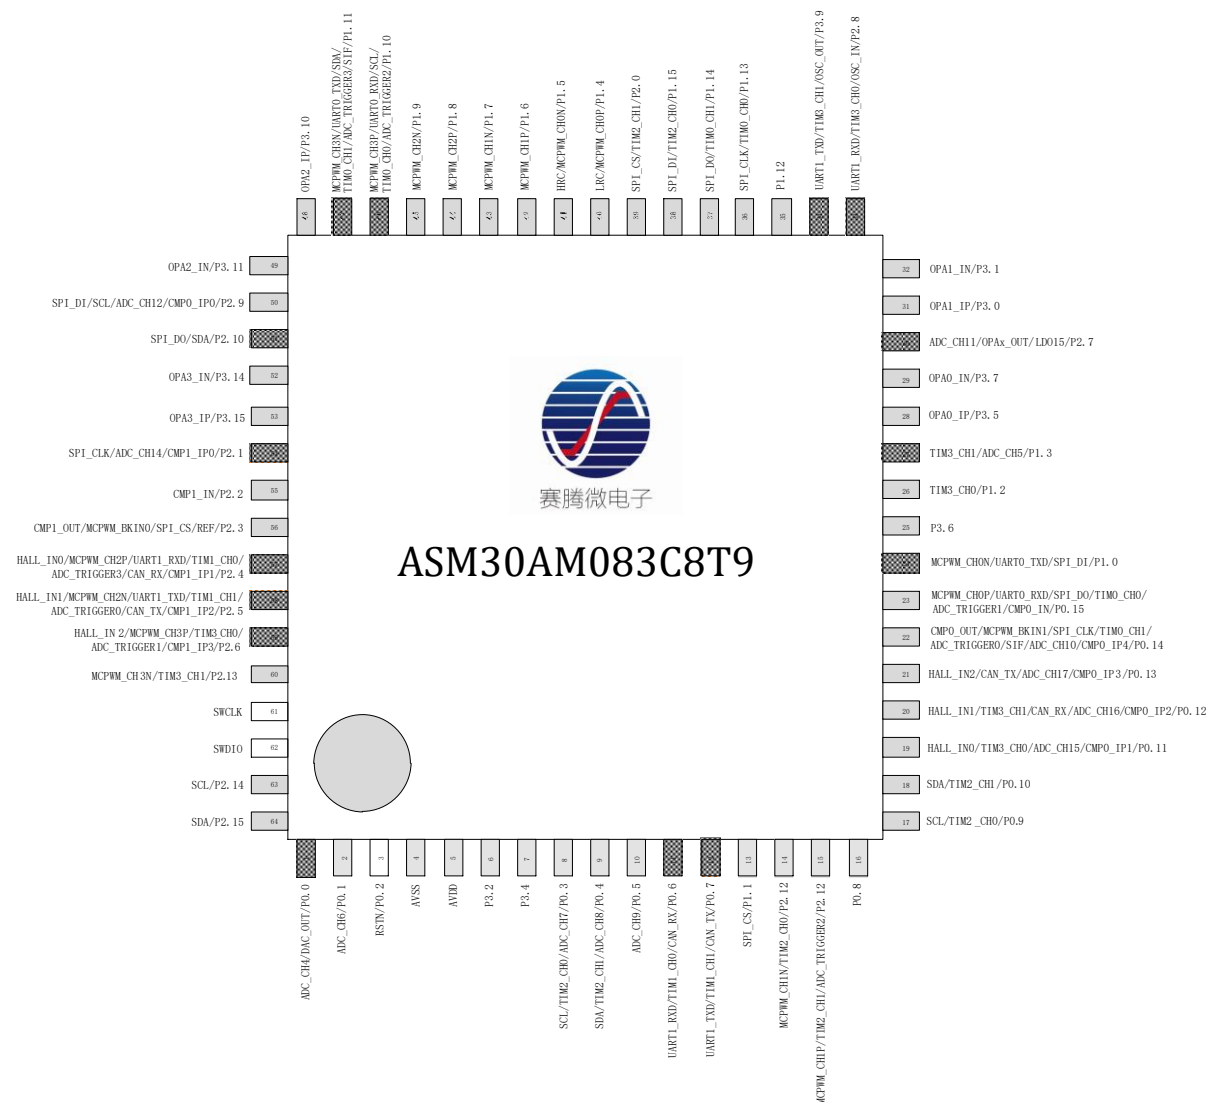 OPA2_IP/P3.10
MCPWM_CH3N/UART0_TXD/SDA/
TIM0_CH1/ADC_TRIGGER3/SIF/P1.11
MCPWM_CH3P/UART0_RXD/SCL/
TIM0_CH0/ADC_TRIGGER2/P1.10
MCPWM_CH2N/P1.9
MCPWM_CH2P/P1.8
MCPWM_CH1N/P1.7
MCPWM_CH1P/P1.6
HRC/MCPWM_CH0N/P1.5
LRC/MCPWM_CH0P/P1.4
SPI_CS/TIM2_CH1/P2.0
SPI_DI/TIM2_CH0/P1.15
SPI_DO/TIM0_CH1/P1.14
SPI_CLK/TIM0_CH0/P1.13
P1.12
UART1_TXD/TIM3_CH1/OSC_OUT/P3.9
UART1_RXD/TIM3_CH0/OSC_IN/P2.8
48
45
44
43
42
41
40
39
38
37
36
35
OPA2_IN/P3.11
49
SPI_DI/SCL/ADC_CH12/CMP0_IP0/P2.9
50
SPI_DO/SDA/P2.10
OPA3_IN/P3.14
52
OPA3_IP/P3.15
53
SPI_CLK/ADC_CH14/CMP1_IP0/P2.1
CMP1_IN/P2.2
55
CMP1_OUT/MCPWM_BKIN0/SPI_CS/REF/P2.3
56
HALL_IN0/MCPWM_CH2P/UART1_RXD/TIM1_CH0/
ADC_TRIGGER3/CAN_RX/CMP1_IP1/P2.4
HALL_IN1/MCPWM_CH2N/UART1_TXD/TIM1_CH1/
ADC_TRIGGER0/CAN_TX/CMP1_IP2/P2.5
HALL_IN2/MCPWM_CH3P/TIM3_CH0/
ADC_TRIGGER1/CMP1_IP3/P2.6
MCPWM_CH3N/TIM3_CH1/P2.13
60
SWCLK
61
SWDIO
62
SCL/P2.14
63
SDA/P2.15
64
赛腾微电子
ASM30AM083C8T9
32
OPA1_IN/P3.1
31
OPA1_IP/P3.0
ADC_CH11/OPAx_OUT/LDO15/P2.7
29
OPA0_IN/P3.7
28
OPA0_IP/P3.5
TIM3_CH1/ADC_CH5/P1.3
26
TIM3_CH0/P1.2
25
P3.6
MCPWM_CH0N/UART0_TXD/SPI_DI/P1.0
23
MCPWM_CH0P/UART0_RXD/SPI_DO/TIM0_CH0/
ADC_TRIGGER1/CMP0_IN/P0.15
22
CMP0_OUT/MCPWM_BKIN1/SPI_CLK/TIM0_CH1/
ADC_TRIGGER0/SIF/ADC_CH10/CMP0_IP4/P0.14
21
HALL_IN2/CAN_TX/ADC_CH17/CMP0_IP3/P0.13
20
HALL_IN1/TIM3_CH1/CAN_RX/ADC_CH16/CMP0_IP2/P0.12
19
HALL_IN0/TIM3_CH0/ADC_CH15/CMP0_IP1/P0.11
18
SDA/TIM2_CH1/P0.10
17
SCL/TIM2_CH0/P0.9
2
3
4
5
6
7
8
9
10
13
14
15
16
ADC_CH4/DAC_OUT/P0.0
ADC_CH6/P0.1
RSTN/P0.2
AVSS
AVDD
P3.2
P3.4
SCL/TIM2_CH0/ADC_CH7/P0.3
SDA/TIM2_CH1/ADC_CH8/P0.4
ADC_CH9/P0.5
UART1_RXD/TIM1_CH0/CAN_RX/P0.6
UART1_TXD/TIM1_CH1/CAN_TX/P0.7
SPI_CS/P1.1
MCPWM_CH1N/TIM2_CH0/P2.12
MCPWM_CH1P/TIM2_CH1/ADC_TRIGGER2/P2.12
P0.8